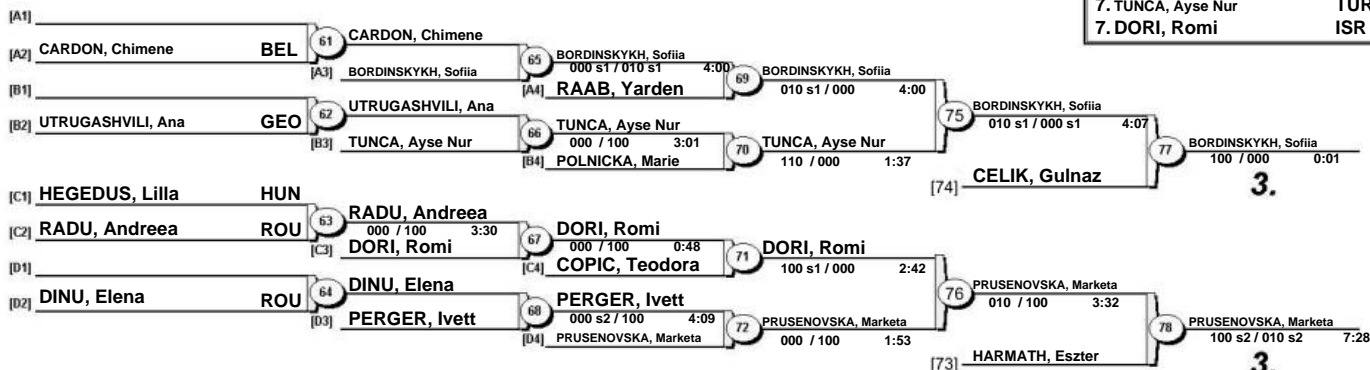 7. TUNCA, Ayse Nur TUR
7. DORI, Romi ISR
[A1]
[A2] CARDON, Chimene BEL
61 CARDON, Chimene
[A3] BORDINSKYKH, Sofiia
65 BORDINSKYKH, Sofiia
000 s1 / 010 s1 4:00
[A4] RAAB, Yarden
69 BORDINSKYKH, Sofiia
010 s1 / 000 4:00
[B1]
[B2] UTRUGASHVILI, Ana GEO
62 UTRUGASHVILI, Ana
[B3] TUNCA, Ayse Nur
66 TUNCA, Ayse Nur
000 / 100 3:01
[B4] POLNICKA, Marie
70 TUNCA, Ayse Nur
110 / 000 1:37
75 BORDINSKYKH, Sofiia
010 s1 / 000 s1 4:07
[74] CELIK, Gulnaz
77 BORDINSKYKH, Sofiia
100 / 000 0:01
3.
[C1] HEGEDUS, Lilla HUN
[C2] RADU, Andreea ROU
63 RADU, Andreea
000 / 100 3:30
[C3] DORI, Romi
67 DORI, Romi
000 / 100 0:48
[C4] COPIC, Teodora
71 DORI, Romi
100 s1 / 000 2:42
[D1]
[D2] DINU, Elena ROU
64 DINU, Elena
[D3] PERGER, Ivett
68 PERGER, Ivett
000 s2 / 100 4:09
[D4] PRUSENOVSKA, Marketa
72 PRUSENOVSKA, Marketa
000 / 100 1:53
76 PRUSENOVSKA, Marketa
010 / 100 3:32
[73] HARMATH, Eszter
78 PRUSENOVSKA, Marketa
100 s2 / 010 s2 7:28
3.